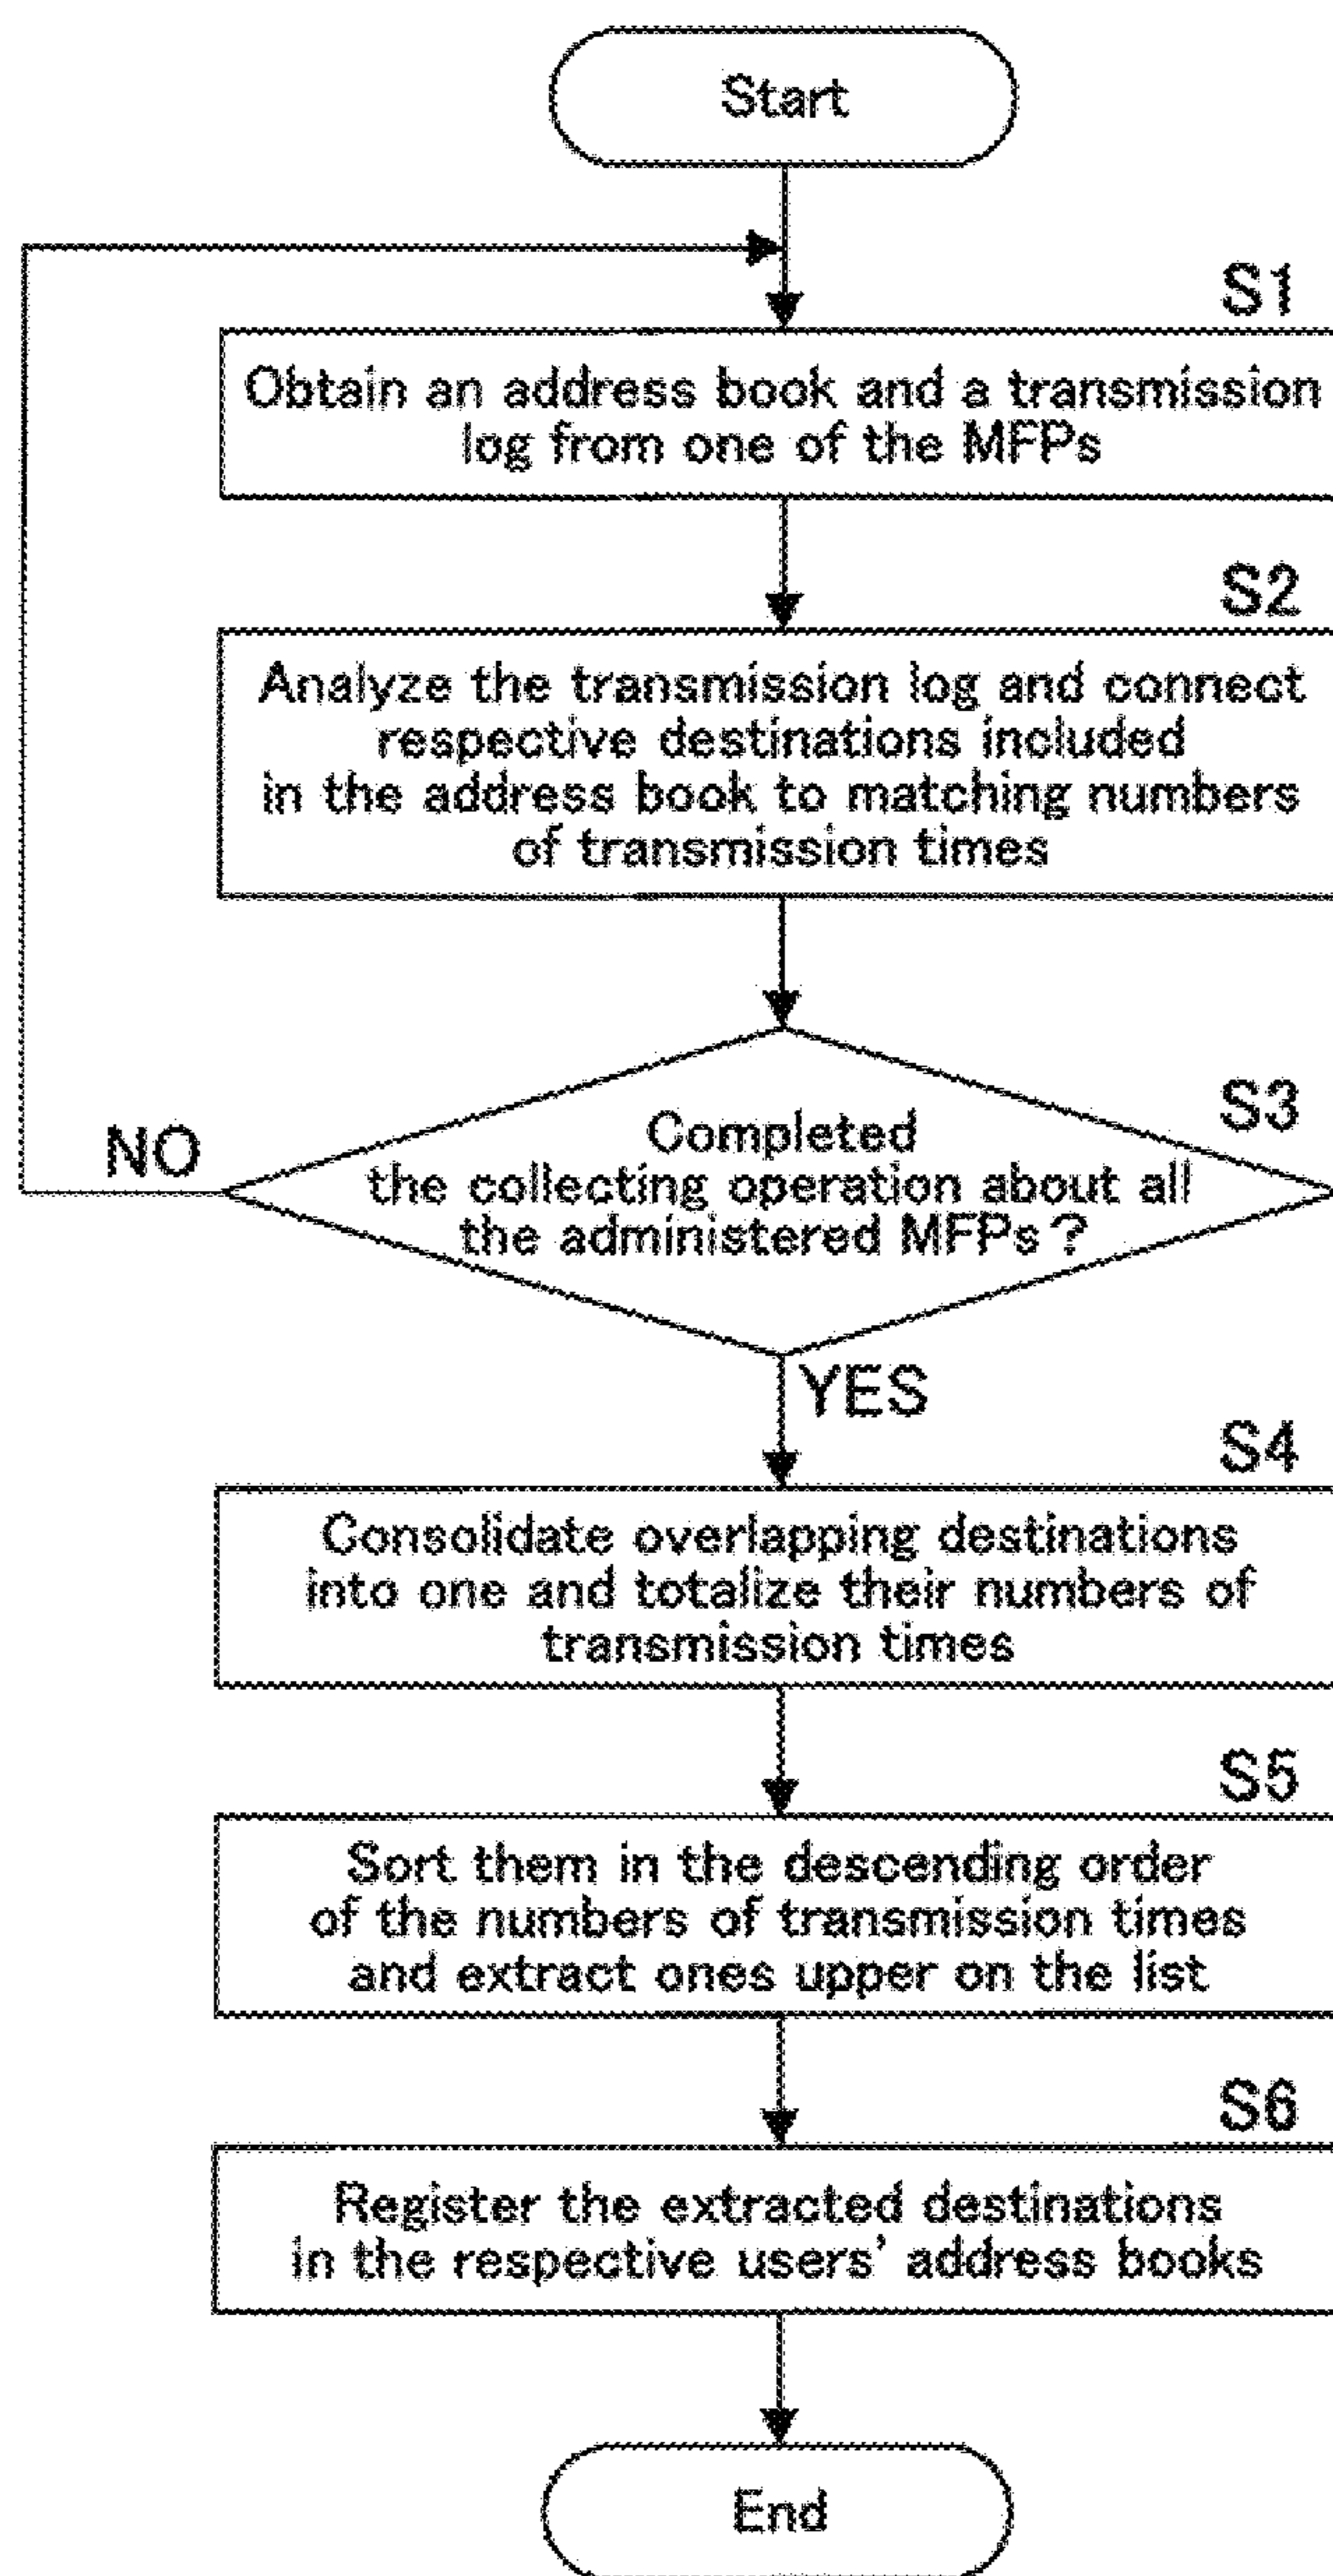 Start
S1
Obtain an address book and a transmission
log from one of the MFPs
S2
Analyze the transmission log and connect
respective destinations included
in the address book to matching numbers
of transmission times
S3
Completed
the collecting operation about all
the administered MFPs?
NO
YES
S4
Consolidate overlapping destinations
into one and totalize their numbers of
transmission times
S5
Sort them in the descending order
of the numbers of transmission times
and extract ones upper on the list
S6
Register the extracted destinations
in the respective users' address books
End